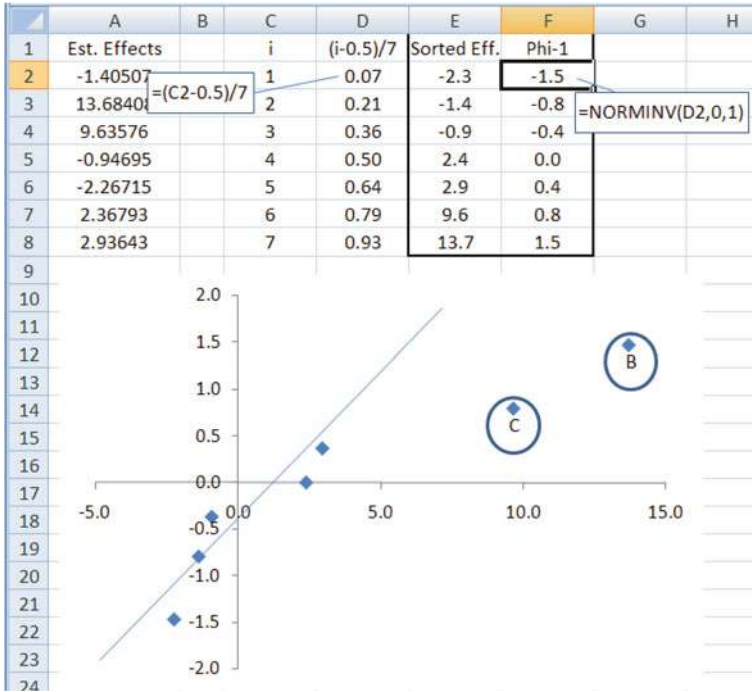 A B C D E F G H
1 Est. Effects i (i-0.5)/7 Sorted Eff. Phi-1
2 -1.40507 1 0.07 -2.3 -1.5
=(C2-0.5)/7
3 13.68408 2 0.21 -1.4 -0.8
=NORMINV(D2,0,1)
4 9.63576 3 0.36 -0.9 -0.4
5 -0.94695 4 0.50 2.4 0.0
6 -2.26715 5 0.64 2.9 0.4
7 2.36793 6 0.79 9.6 0.8
8 2.93643 7 0.93 13.7 1.5
9
10 2.0
11
12 1.5
B
13
14 1.0
C
15 0.5
16
17 0.0
18 -5.0 0.0 5.0 10.0 15.0
-0.5
19
20 -1.0
21
22 -1.5
23 -2.0
24